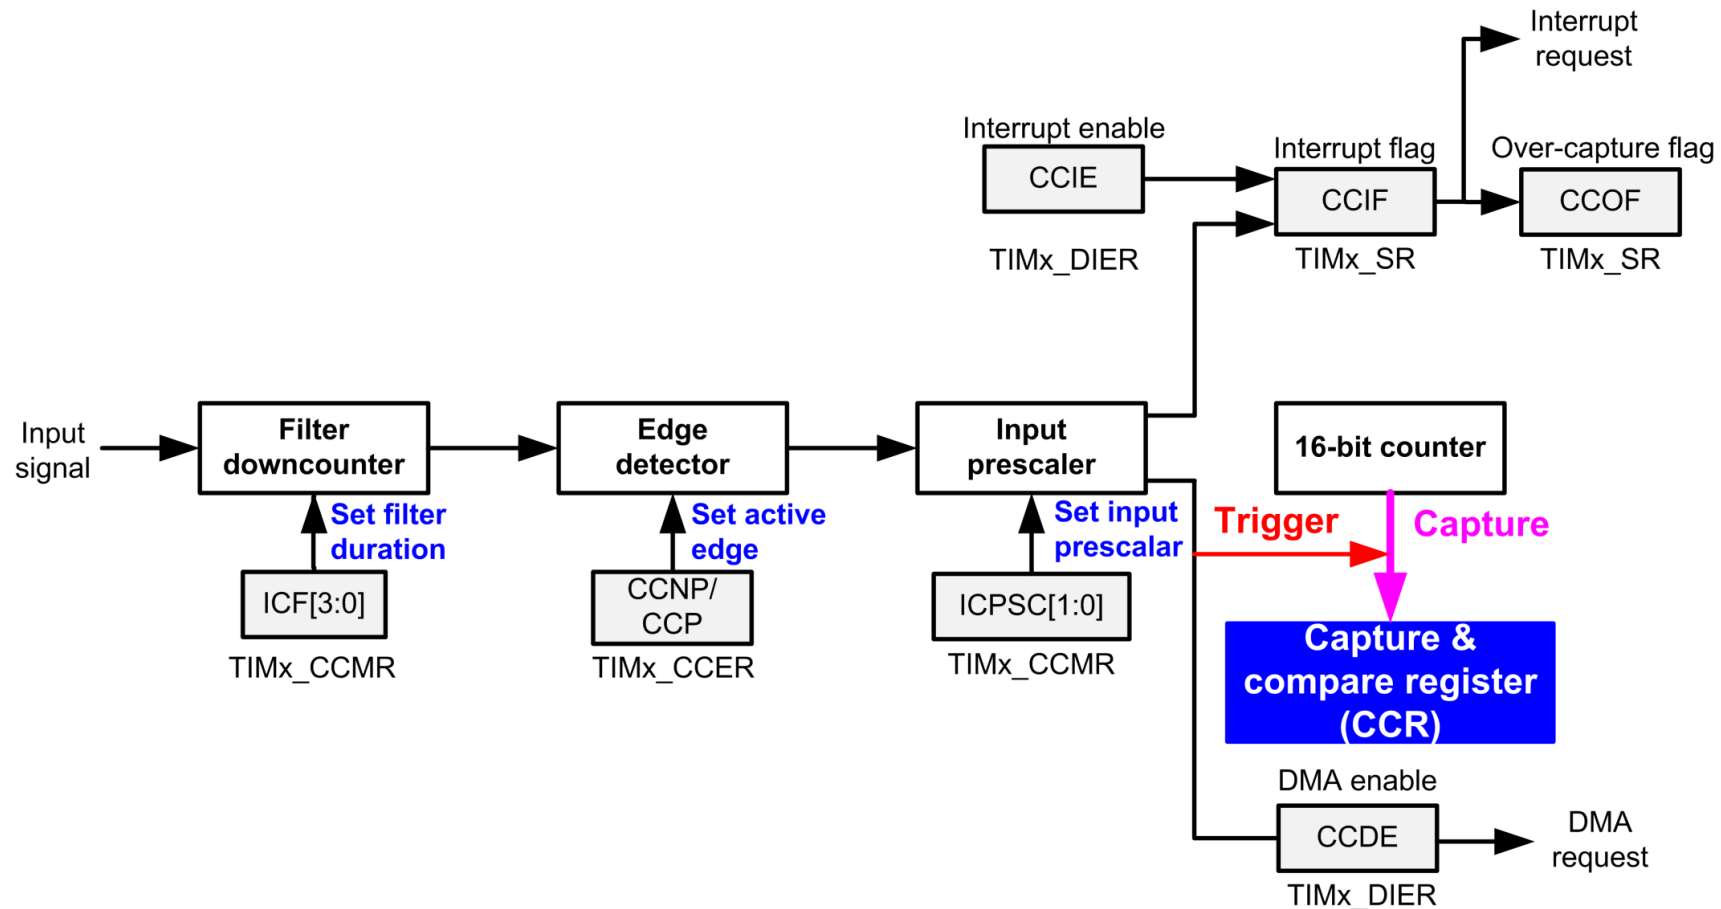 Interrupt
request
Interrupt enable
CCIE
TIMx_DIER
Interrupt flag
CCIF
TIMx_SR
Over-capture flag
CCOF
TIMx_SR
Input
signal
Filter
downcounter
Edge
detector
Input
prescaler
16-bit counter
Set filter
duration
Set active
edge
Set input
prescalar
Trigger
Capture
ICF[3:0]
TIMx_CCMR
CCNP/
CCP
TIMx_CCER
ICPSC[1:0]
TIMx_CCMR
Capture &
compare register
(CCR)
DMA enable
CCDE
TIMx_DIER
DMA
request